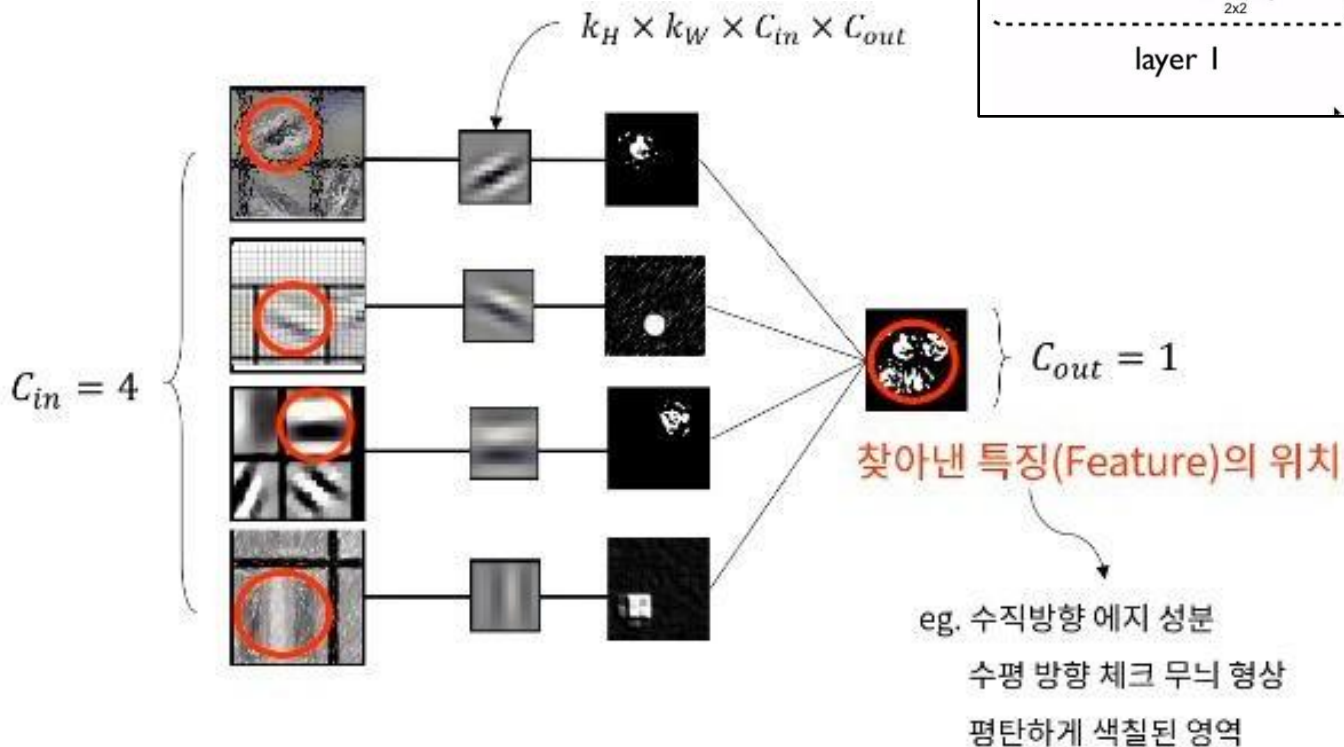 2x2
layer 1
k_H × k_W × C_in × C_out
C_in = 4
C_out = 1
찾아낸 특징(Feature)의 위치
eg. 수직방향 에지 성분
수평 방향 체크 무늬 형상
평탄하게 색칠된 영역